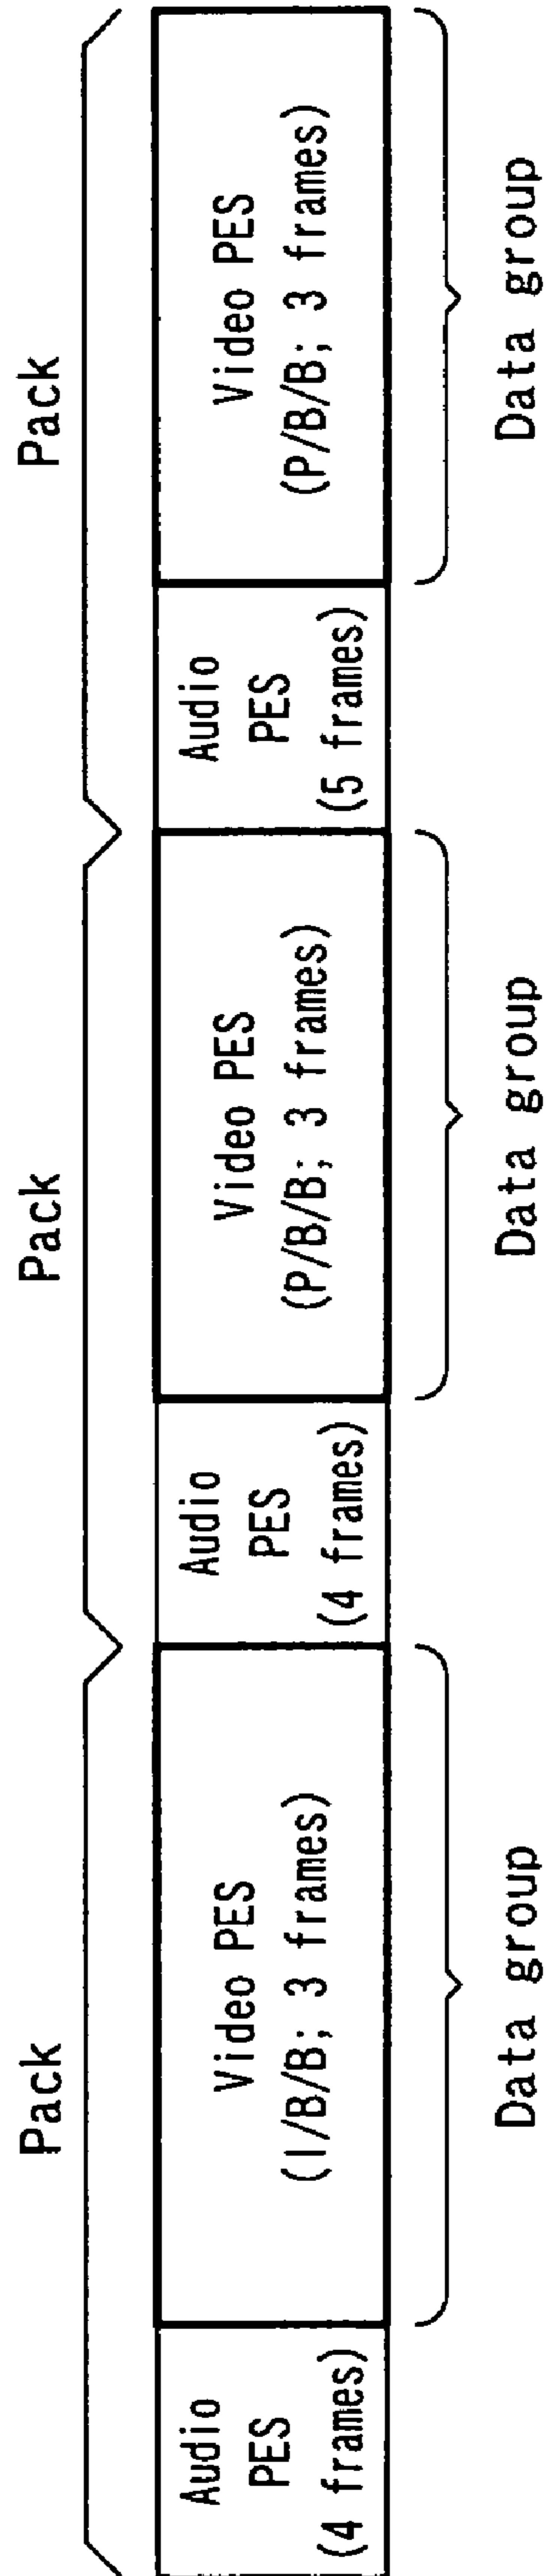 Pack
Pack
Pack
Audio
PES
(4 frames)
Video PES
(I/B/B; 3 frames)
Audio
PES
(4 frames)
Video PES
(P/B/B; 3 frames)
Audio
PES
(5 frames)
Video PES
(P/B/B; 3 frames)
Data group
Data group
Data group